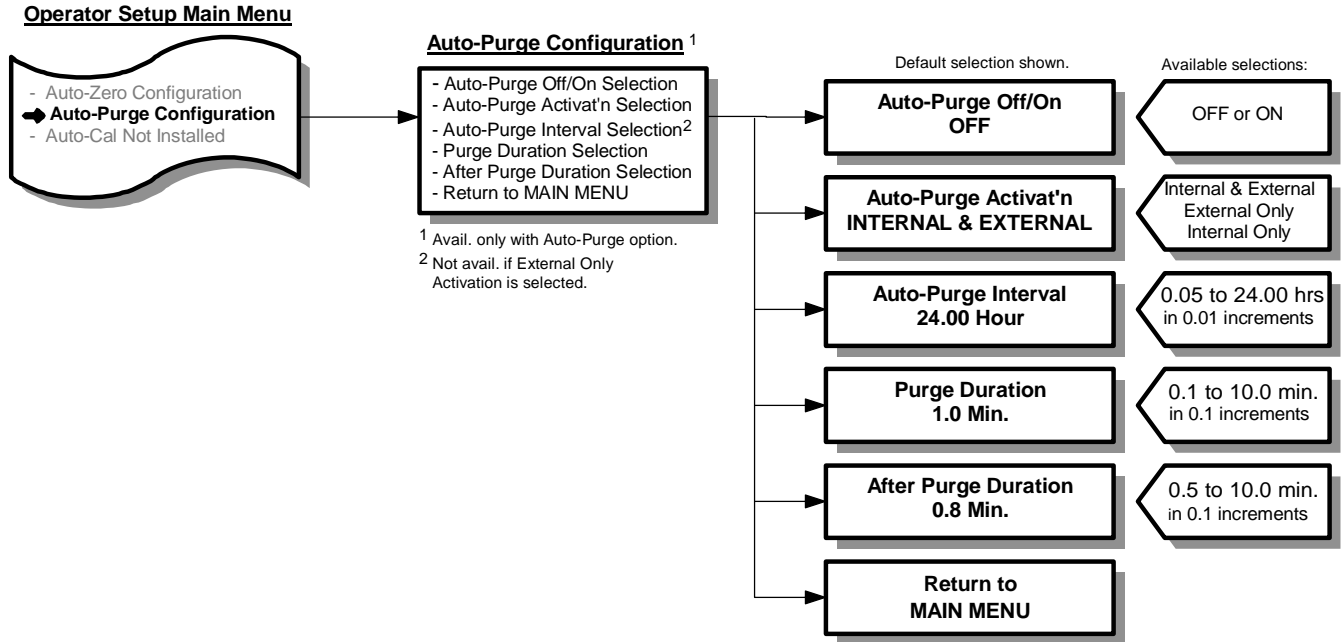 Operator Setup Main Menu
- Auto-Zero Configuration
Auto-Purge Configuration
- Auto-Cal Not Installed
Auto-Purge Configuration 1
- Auto-Purge Off/On Selection
- Auto-Purge Activat'n Selection
- Auto-Purge Interval Selection2
- Purge Duration Selection
- After Purge Duration Selection
- Return to MAIN MENU
1 Avail. only with Auto-Purge option.
2 Not avail. if External Only
Activation is selected.
Default selection shown.
Available selections:
Auto-Purge Off/On
OFF
OFF or ON
Auto-Purge Activat'n
INTERNAL & EXTERNAL
Internal & External
External Only
Internal Only
Auto-Purge Interval
24.00 Hour
0.05 to 24.00 hrs
in 0.01 increments
Purge Duration
1.0 Min.
0.1 to 10.0 min.
in 0.1 increments
After Purge Duration
0.8 Min.
0.5 to 10.0 min.
in 0.1 increments
Return to
MAIN MENU